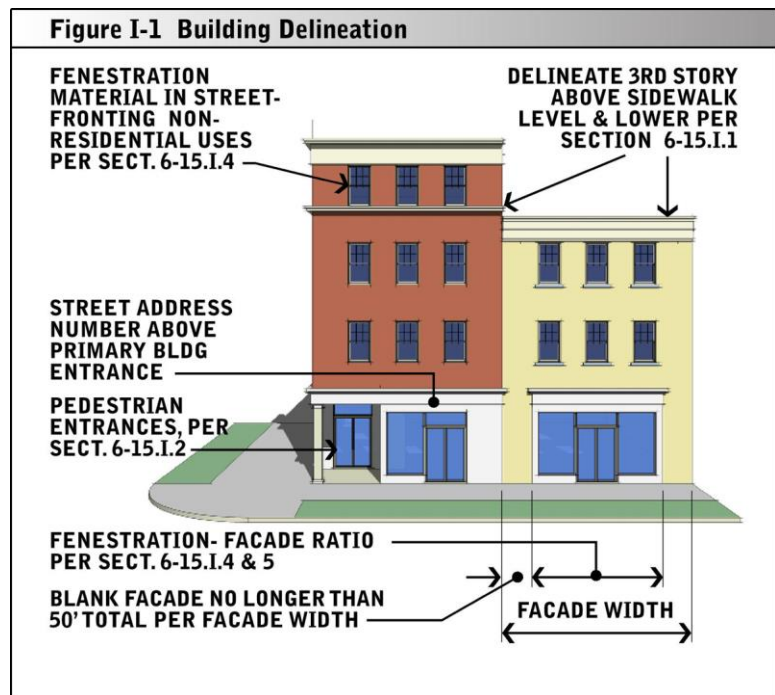 Figure I-1 Building Delineation
FENESTRATION
MATERIAL IN STREET-
FRONTING NON-
RESIDENTIAL USES
PER SECT. 6-15.I.4
DELINEATE 3RD STORY
ABOVE SIDEWALK
LEVEL & LOWER PER
SECTION 6-15.I.1
STREET ADDRESS
NUMBER ABOVE
PRIMARY BLDG
ENTRANCE
PEDESTRIAN
ENTRANCES, PER
SECT. 6-15.I.2
FENESTRATION- FACADE RATIO
PER SECT. 6-15.I.4 & 5
BLANK FACADE NO LONGER THAN
50' TOTAL PER FACADE WIDTH
FACADE WIDTH